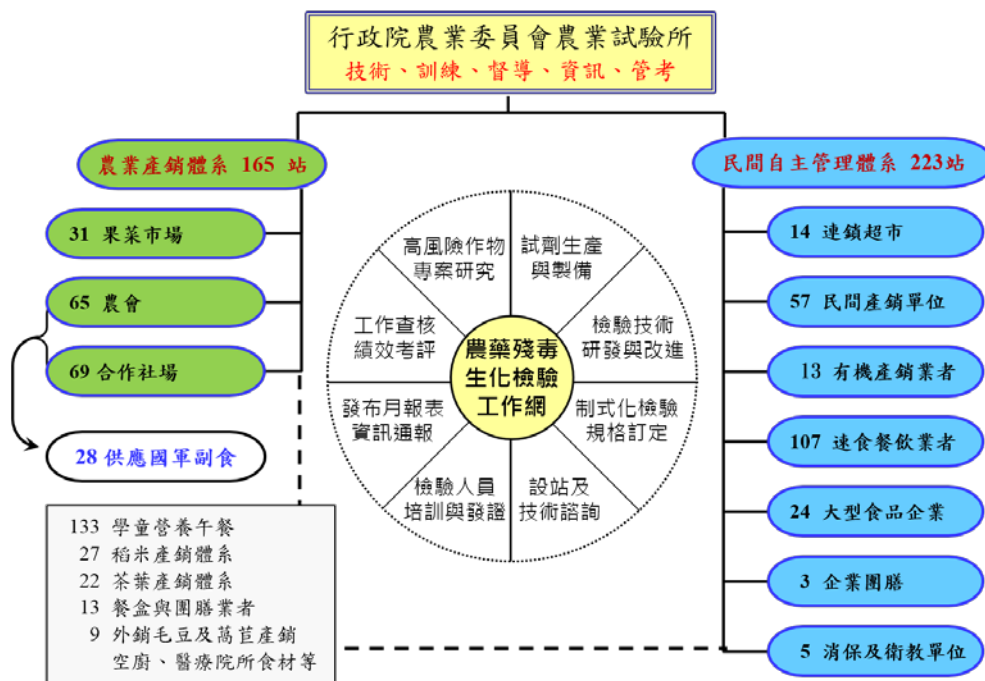 行政院農業委員會農業試驗所
技術、訓練、督導、資訊、管考
農業產銷體系 165 站
31 果菜市場
65 農會
69 合作社場
28 供應國軍副食
133 學童營養午餐
27 稻米產銷體系
22 茶葉產銷體系
13 餐盒與團膳業者
9 外銷毛豆及萵苣產銷
空廚、醫療院所食材等
高風險作物
專案研究
試劑生產
與製備
工作查核
績效考評
檢驗技術
研發與改進
農藥殘毒
生化檢驗
工作網
發布月報表
資訊通報
制式化檢驗
規格訂定
檢驗人員
培訓與發證
設站及
技術諮詢
民間自主管理體系 223站
14 連鎖超市
57 民間產銷單位
13 有機產銷業者
107 速食餐飲業者
24 大型食品企業
3 企業團膳
5 消保及衛教單位